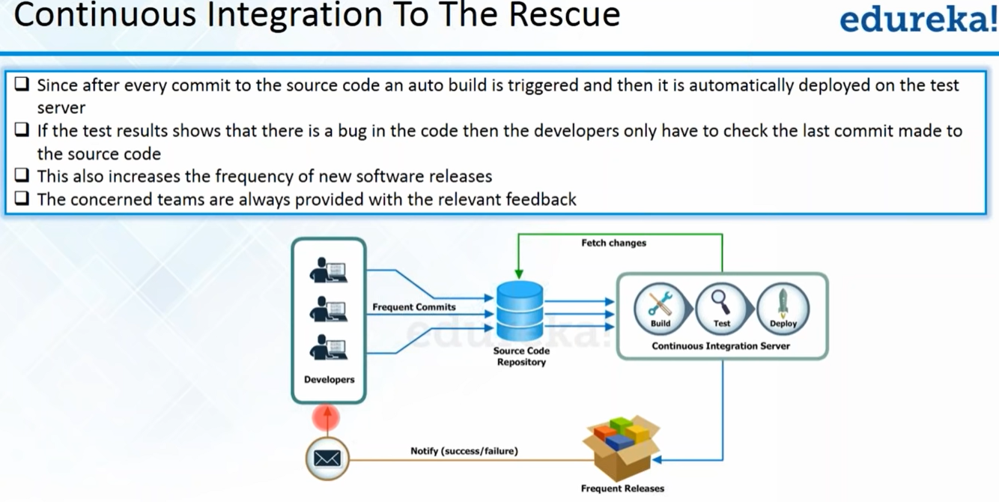 Continuous Integration To The Rescue
edureka!
Since after every commit to the source code an auto build is triggered and then it is automatically deployed on the test
server
If the test results shows that there is a bug in the code then the developers only have to check the last commit made to
the source code
This also increases the frequency of new software releases
The concerned teams are always provided with the relevant feedback
Fetch changes
Frequent Commits
edureka!
Build
Test
Deploy
Continuous Integration Server
Source Code
Repository
Developers
Notify (success/failure)
Frequent Releases